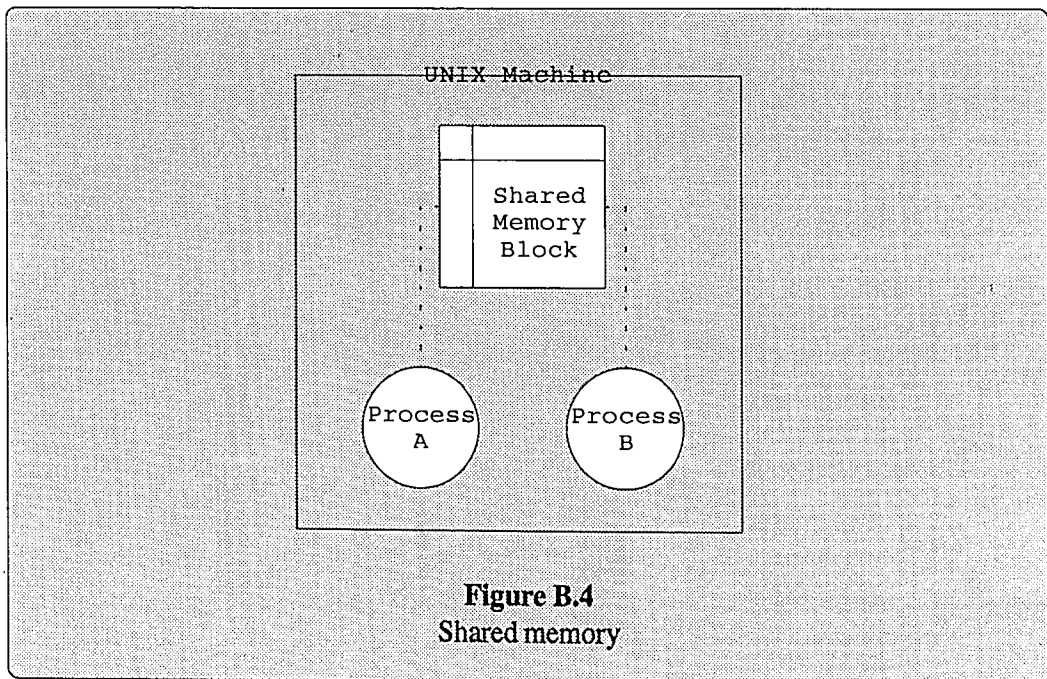 UNIX Machine
Shared
Memory
Block
Process
A
Process
B
Figure B.4
Shared memory